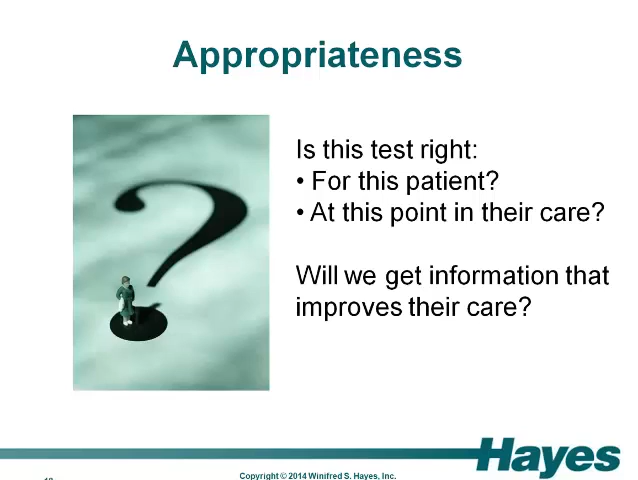 Appropriateness
Is this test right:
• For this patient?
• At this point in their care?
Will we get information that
improves their care?
Hayes
Copyright © 2014 Winifred S. Hayes, Inc.